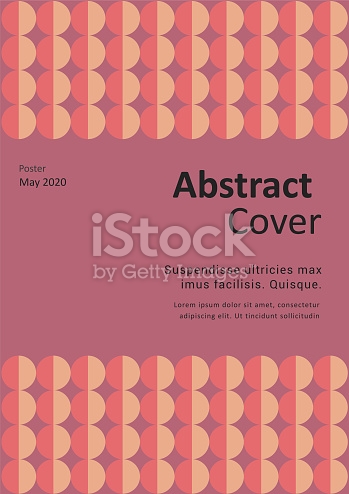 Poster
May 2020
Abstract
Cover
iStock
by Getty Images
Suspendisse ultricies max
imus facilisis. Quisque.
Lorem ipsum dolor sit amet, consectetur
adipiscing elit. Ut tincidunt sollicitudin